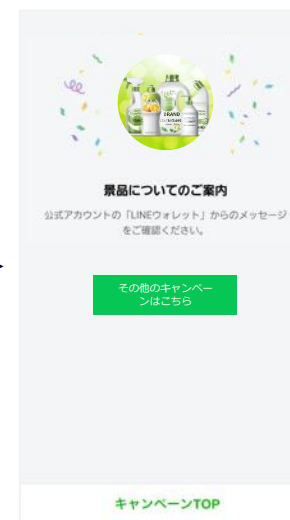 BRAND
景品についてのご案内
公式アカウントの「LINEウォレット」からのメッセージ
をご確認ください。
その他のキャンペー
ンはこちら
キャンペーンTOP